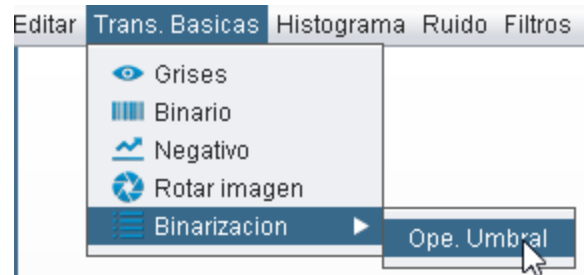 Editar Trans. Basicas Histograma Ruido Filtros
Grises
Binario
Negativo
Rotar imagen
Binarizacion
Ope. Umbral